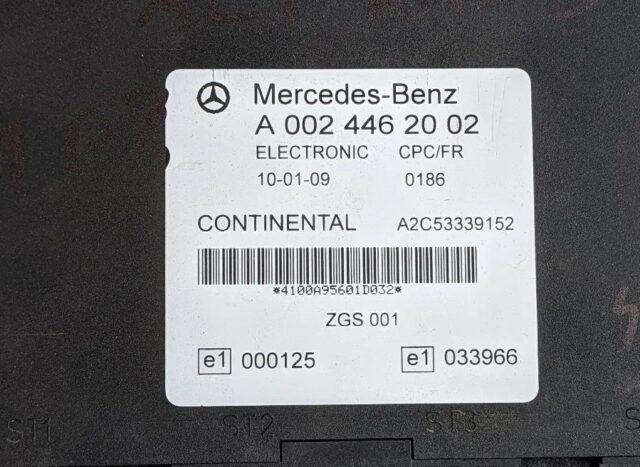 Mercedes-Benz
A 002 446 20 02
ELECTRONIC CPC/FR
10-01-09 0186
CONTINENTAL A2C53339152
*4100A95601D032*
ZGS 001
e1 000125 e1 033966
ST1 ST2 ST3